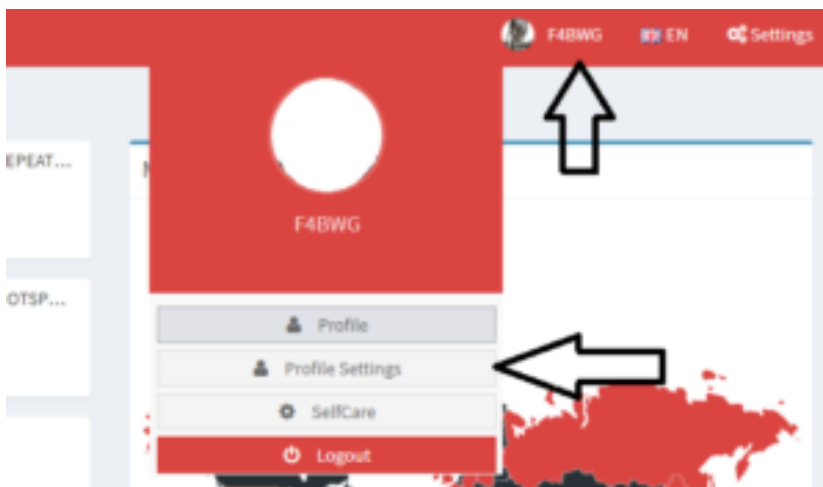 F4BWG EN Settings
EPEAT...
F4BWG
OTSP...
Profile
Profile Settings
SelfCare
Logout